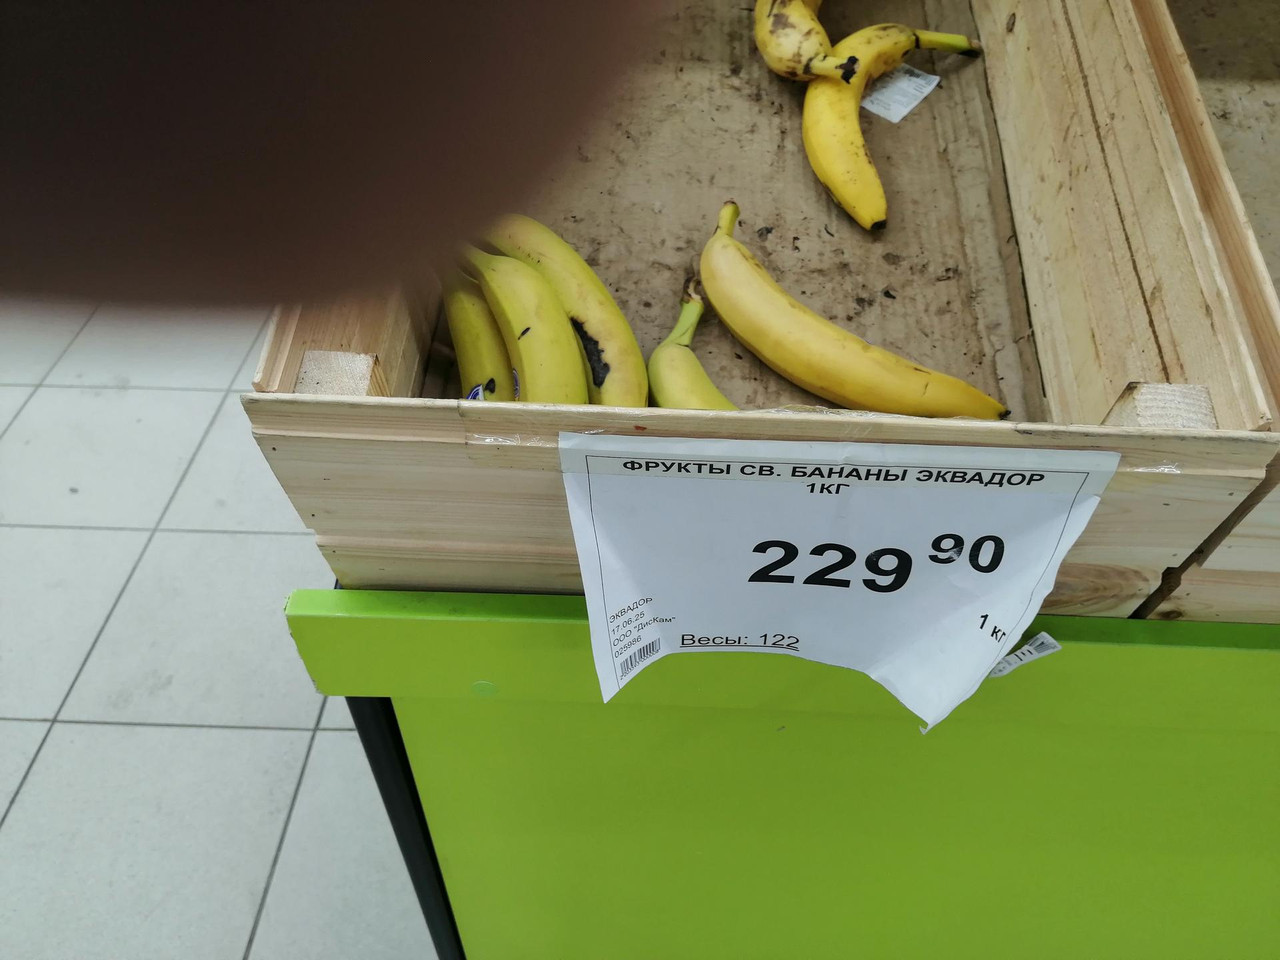 ФРУКТЫ СВ. БАНАНЫ ЭКВАДОР
1КГ
229 90
1 кг
ЭКВАДОР
17.06.25
ООО "ДисКам"
025986
Весы: 122